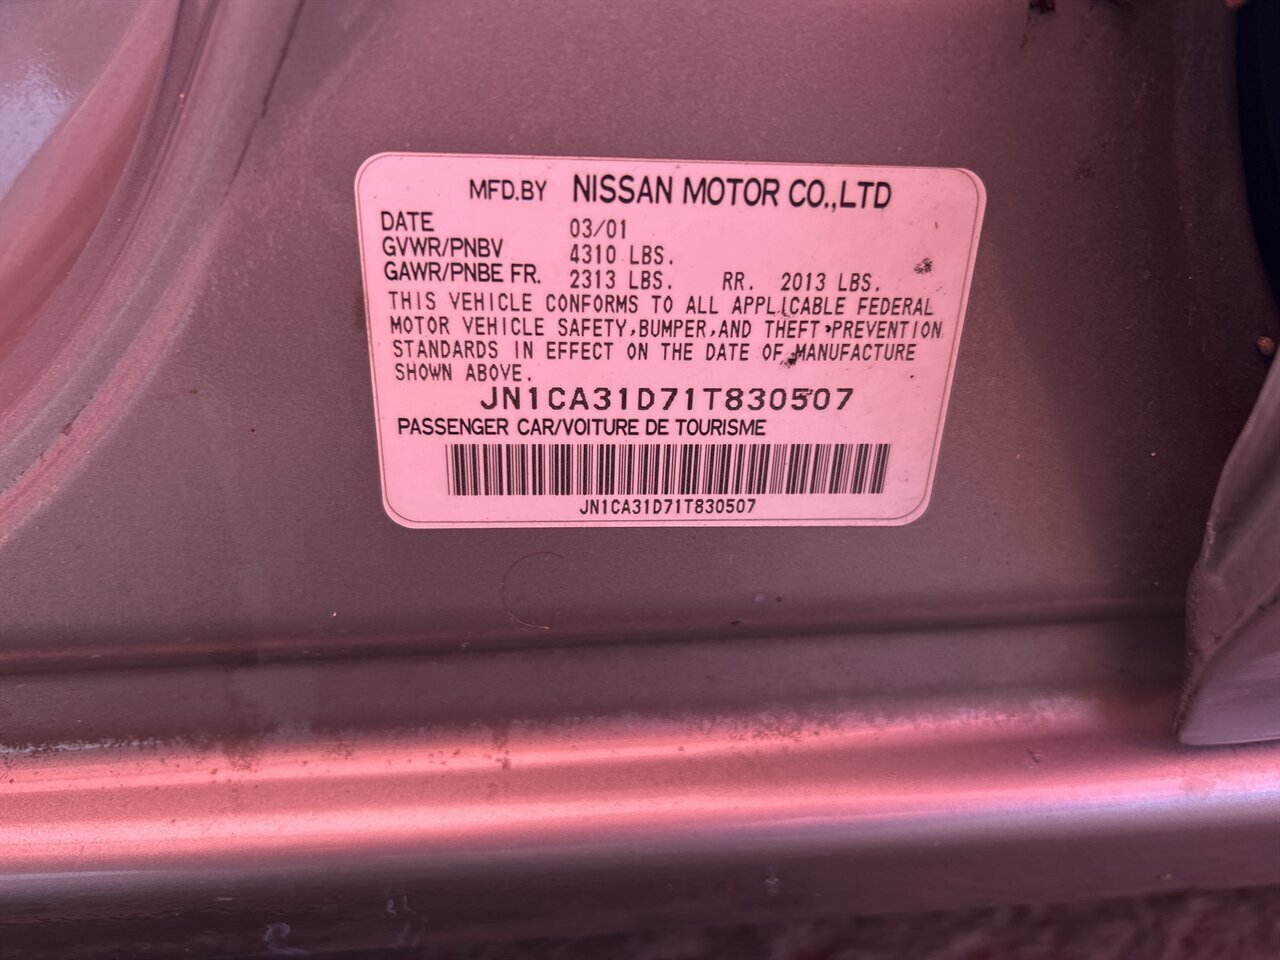 MFD.BY NISSAN MOTOR CO.,LTD
DATE 03/01
GVWR/PNBV 4310 LBS.
GAWR/PNBE FR. 2313 LBS. RR. 2013 LBS.
THIS VEHICLE CONFORMS TO ALL APPLICABLE FEDERAL
MOTOR VEHICLE SAFETY,BUMPER,AND THEFT PREVENTION
STANDARDS IN EFFECT ON THE DATE OF MANUFACTURE
SHOWN ABOVE.
JN1CA31D71T830507
PASSENGER CAR/VOITURE DE TOURISME
JN1CA31D71T830507